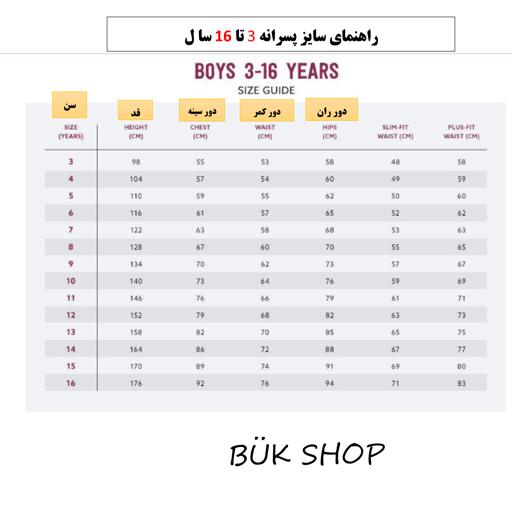 راهنمای سایز پسرانه 3 تا 16 سا ل
BOYS 3-16 YEARS
SIZE GUIDE
سن قد دور سینه دور کمر دور ران
SIZE (YEARS) HEIGHT (CM) CHEST (CM) WAIST (CM) HIPS (CM) SLIM-FIT WAIST (CM) PLUS-FIT WAIST (CM)
3 98 55 53 58 48 58
4 104 57 54 60 49 59
5 110 59 55 62 50 60
6 116 61 57 65 52 62
7 122 63 58 68 53 63
8 128 67 60 70 55 65
9 134 70 62 73 57 67
10 140 73 64 76 59 69
11 146 76 66 79 61 71
12 152 79 68 82 63 73
13 158 82 70 85 65 75
14 164 86 72 88 67 77
15 170 89 74 91 69 80
16 176 92 76 94 71 83
BÜK SHOP